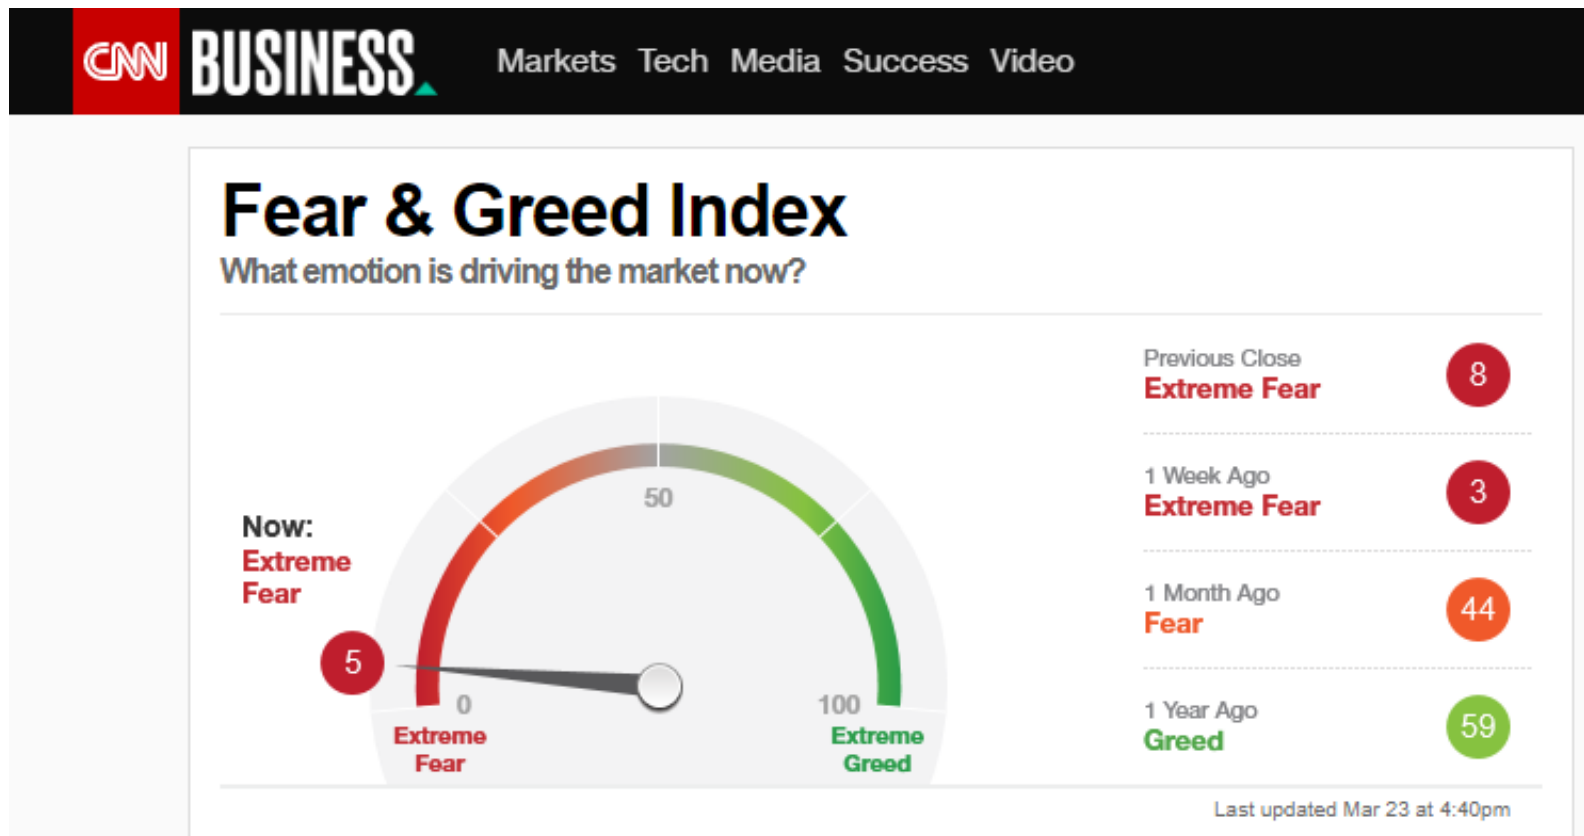 CNN BUSINESS Markets Tech Media Success Video
Fear & Greed Index
What emotion is driving the market now?
Now:
Extreme
Fear
5
0
50
100
Extreme
Fear
Extreme
Greed
Previous Close
Extreme Fear
8
1 Week Ago
Extreme Fear
3
1 Month Ago
Fear
44
1 Year Ago
Greed
59
Last updated Mar 23 at 4:40pm